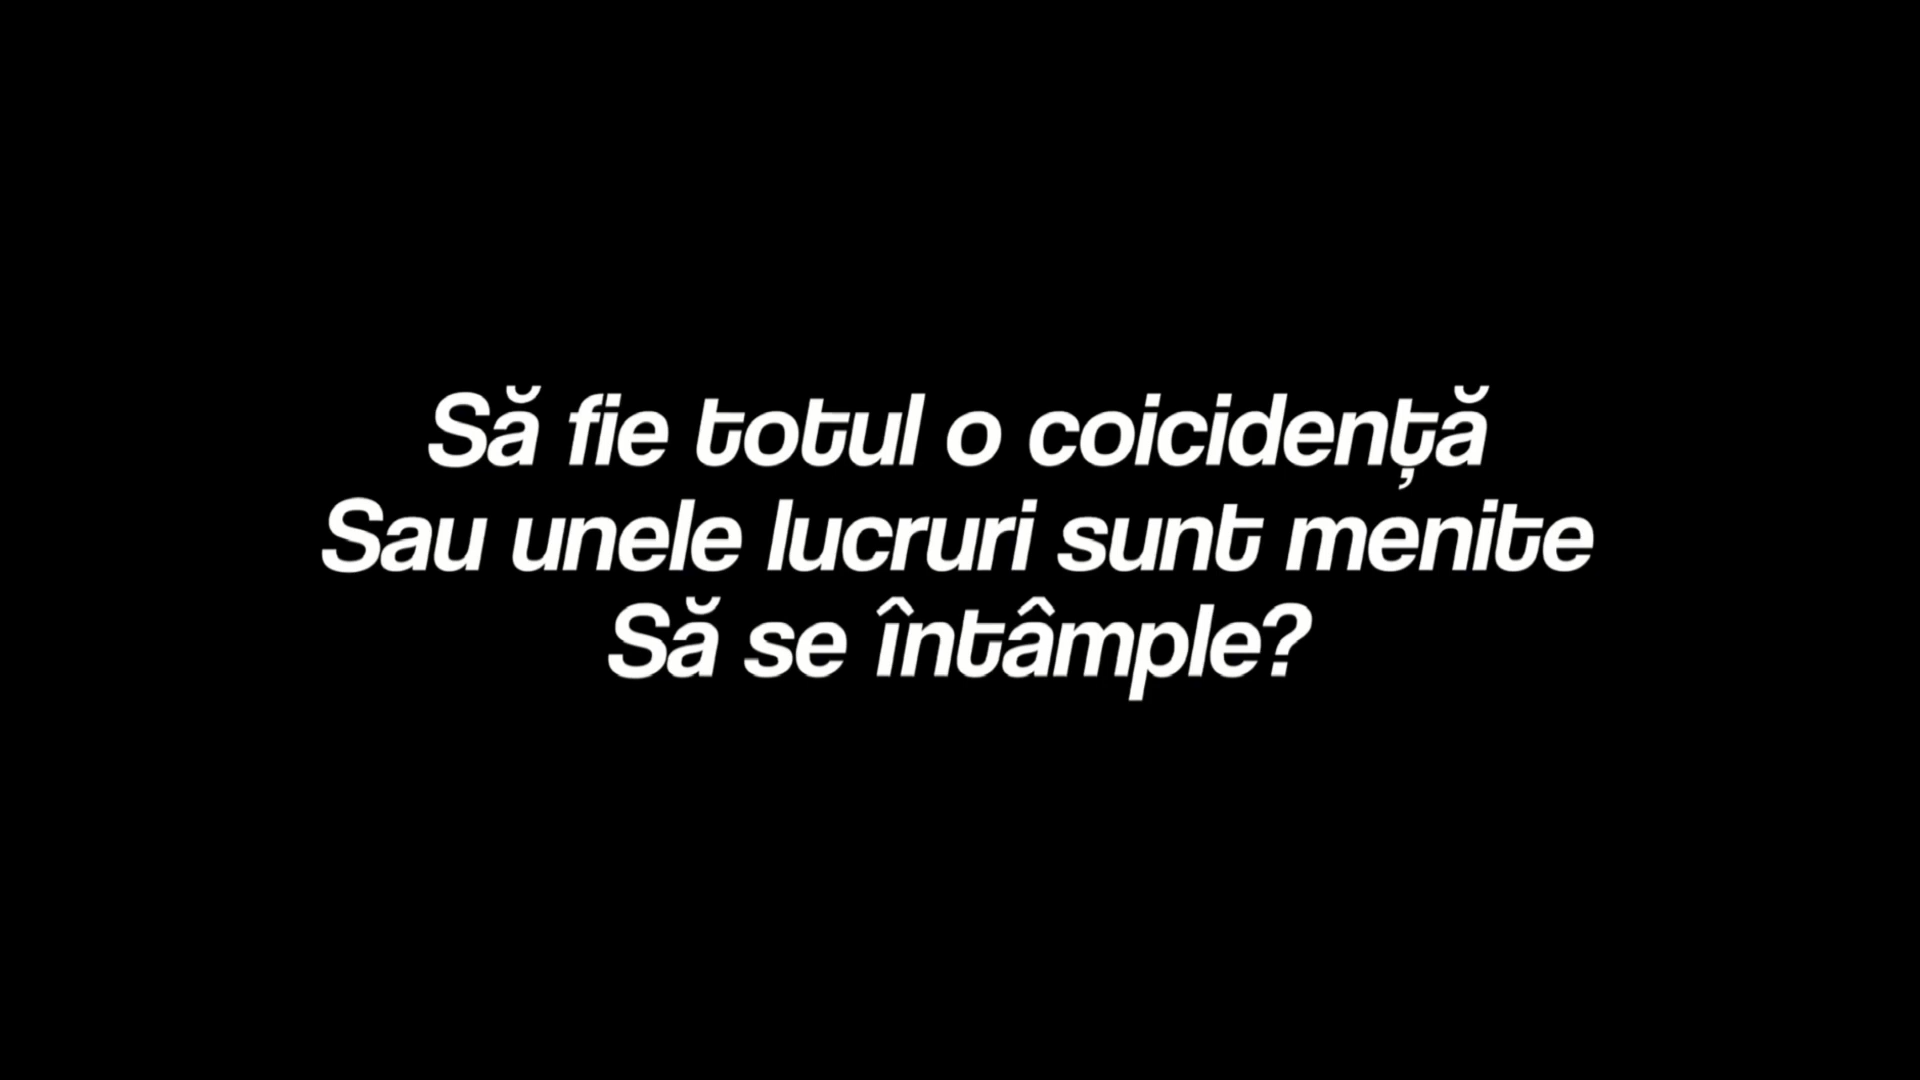 Să fie totul o coicidență
Sau unele lucruri sunt menite
Să se întâmple?